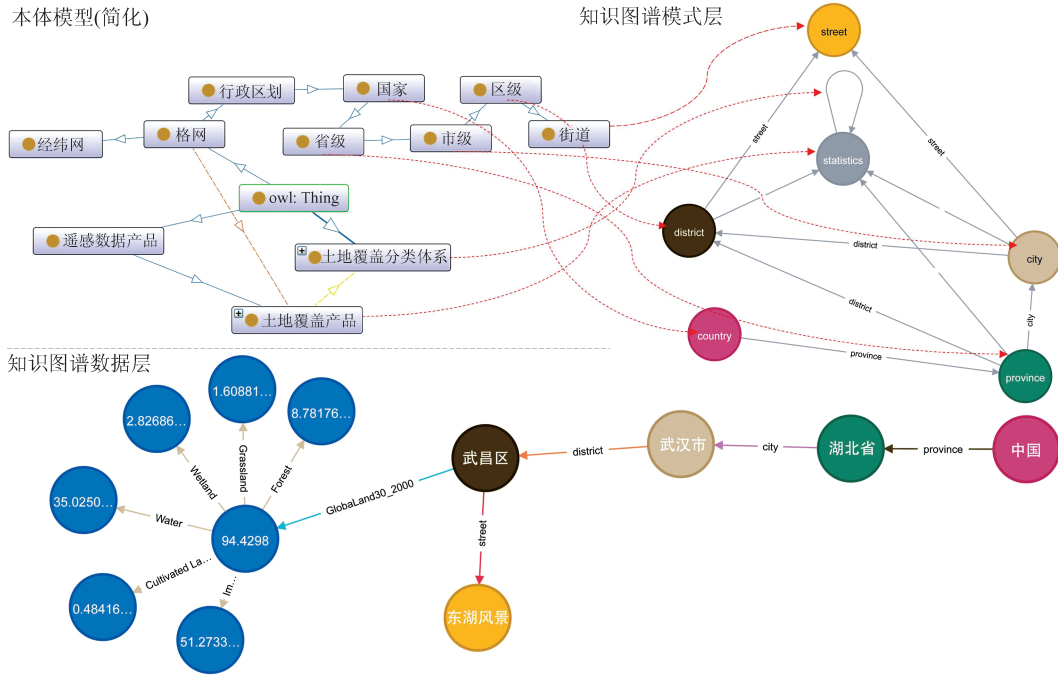 本体模型(简化)
知识图谱模式层
street
行政区划
国家
区级
经纬网
格网
省级
市级
街道
street
street
statistics
owl: Thing
遥感数据产品
土地覆盖分类体系
土地覆盖产品
district
district
city
district
city
country
province
province
知识图谱数据层
1.60881...
2.82686...
8.78176...
Grassland
Forest
Wetland
武昌区
district
武汉市
city
湖北省
province
中国
35.0250...
Water
94.4298
GlobaLand30_2000
street
Cultivated La...
Im...
0.48416...
51.2733...
东湖风景